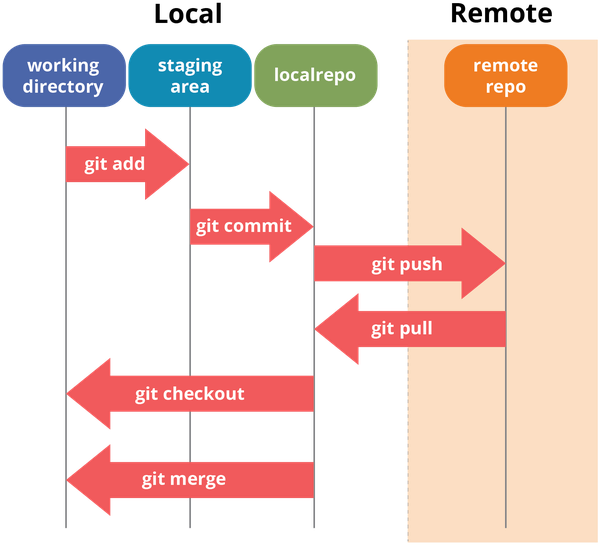 Local
Remote
working
directory
staging
area
localrepo
remote
repo
git add
git commit
git push
git pull
git checkout
git merge